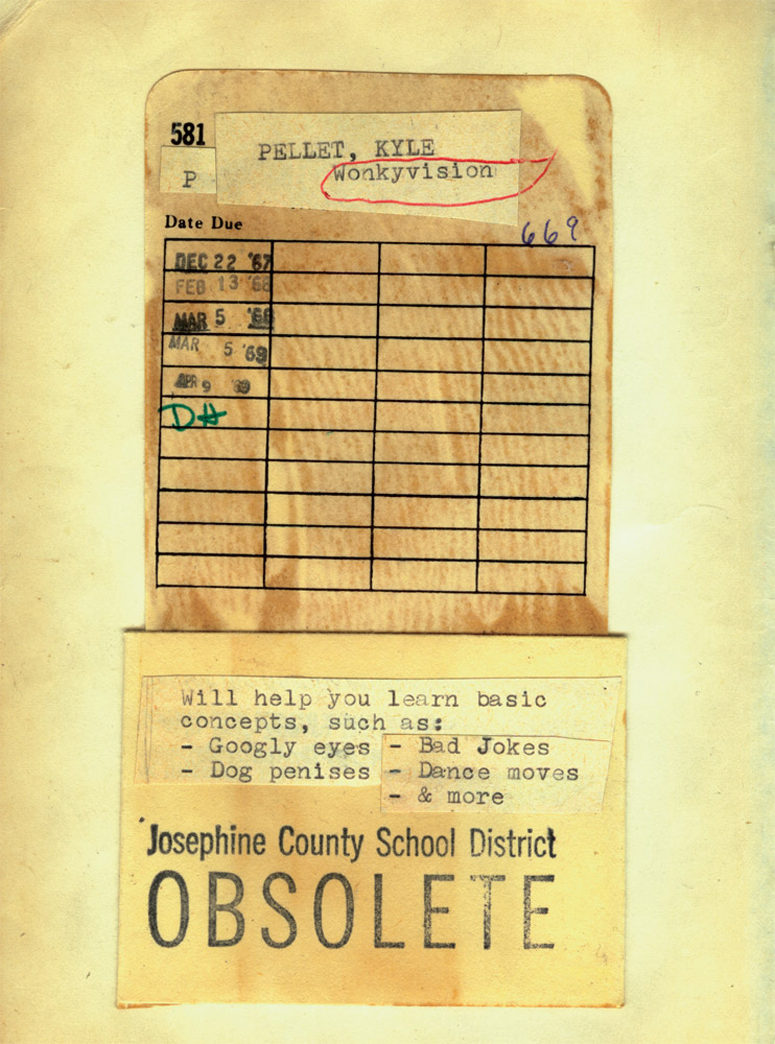 581
PELLET, KYLE
P
Wonkyvision
Date Due
669
DEC 22 '67
FEB 13 '68
MAR 5 '68
MAR 5 '69
APR 9 '69
DH
Will help you learn basic
concepts, such as:
- Googly eyes - Bad Jokes
- Dog penises - Dance moves
- & more
Josephine County School District
OBSOLETE